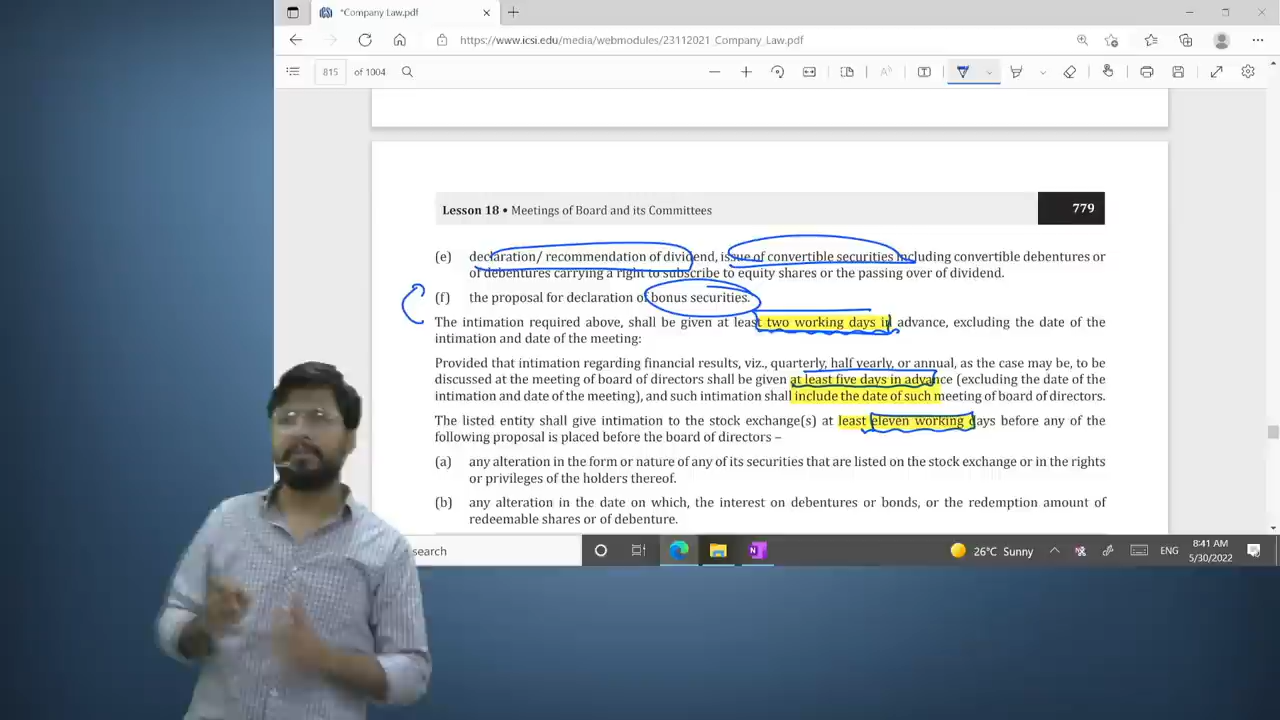 *Company Law.pdf
https://www.icsi.edu/media/webmodules/23112021_Company_Law.pdf
815 of 1004
Lesson 18 • Meetings of Board and its Committees 779
(e) declaration/ recommendation of dividend, issue of convertible securities including convertible debentures or
of debentures carrying a right to subscribe to equity shares or the passing over of dividend.
(f) the proposal for declaration of bonus securities.
The intimation required above, shall be given at least two working days in advance, excluding the date of the
intimation and date of the meeting:
Provided that intimation regarding financial results, viz., quarterly, half yearly, or annual, as the case may be, to be
discussed at the meeting of board of directors shall be given at least five days in advance (excluding the date of the
intimation and date of the meeting), and such intimation shall include the date of such meeting of board of directors.
The listed entity shall give intimation to the stock exchange(s) at least eleven working days before any of the
following proposal is placed before the board of directors –
(a) any alteration in the form or nature of any of its securities that are listed on the stock exchange or in the rights
or privileges of the holders thereof.
(b) any alteration in the date on which, the interest on debentures or bonds, or the redemption amount of
redeemable shares or of debenture.
search
26°C Sunny
ENG
8:41 AM
5/30/2022